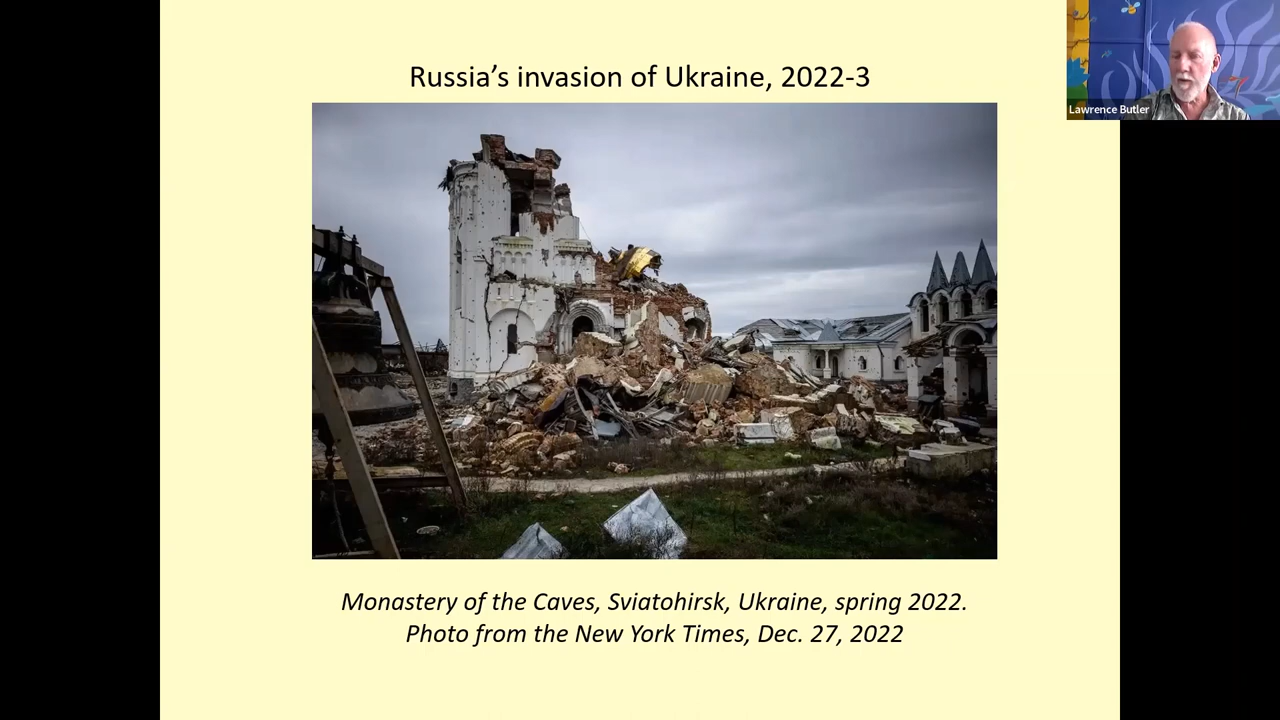 Russia’s invasion of Ukraine, 2022-3
Lawrence Butler
Monastery of the Caves, Sviatohirsk, Ukraine, spring 2022.
Photo from the New York Times, Dec. 27, 2022